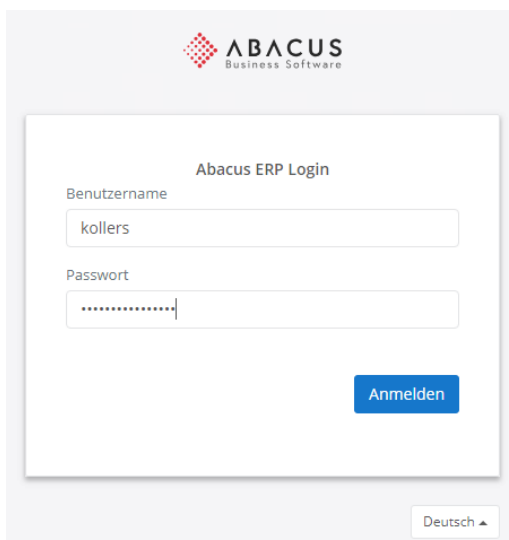 ABACUS
Business Software
Abacus ERP Login
Benutzername
kollers
Passwort
••••••••••••••••
Anmelden
Deutsch